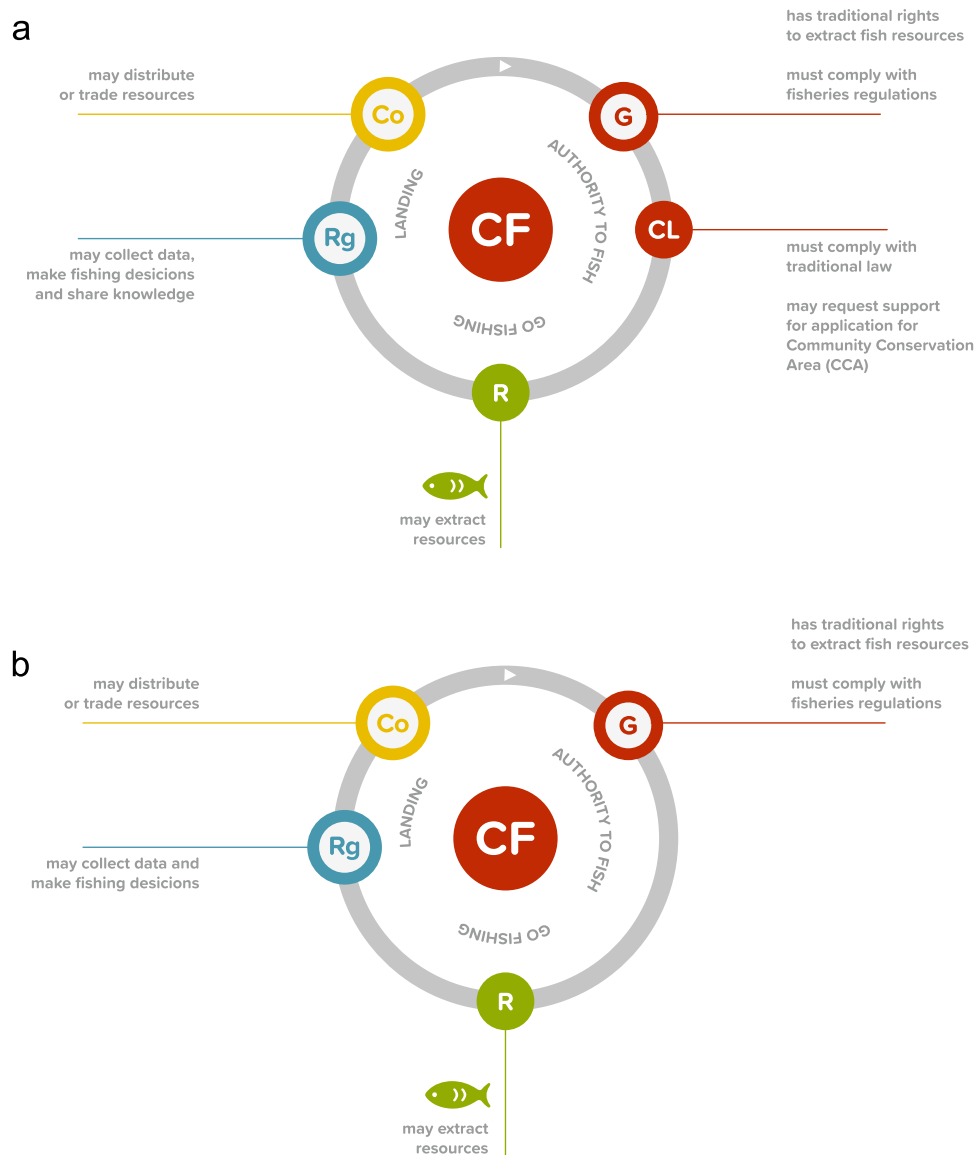 a
has traditional rights
to extract fish resources
may distribute
or trade resources
must comply with
fisheries regulations
Co
G
AUTHORITY TO FISH
LANDING
CF
CL
Rg
may collect data,
make fishing desicions
and share knowledge
must comply with
traditional law
may request support
for application for
Community Conservation
Area (CCA)
GO FISHING
R
may extract
resources
b
has traditional rights
to extract fish resources
may distribute
or trade resources
must comply with
fisheries regulations
Co
G
AUTHORITY TO FISH
LANDING
CF
Rg
may collect data and
make fishing desicions
GO FISHING
R
may extract
resources